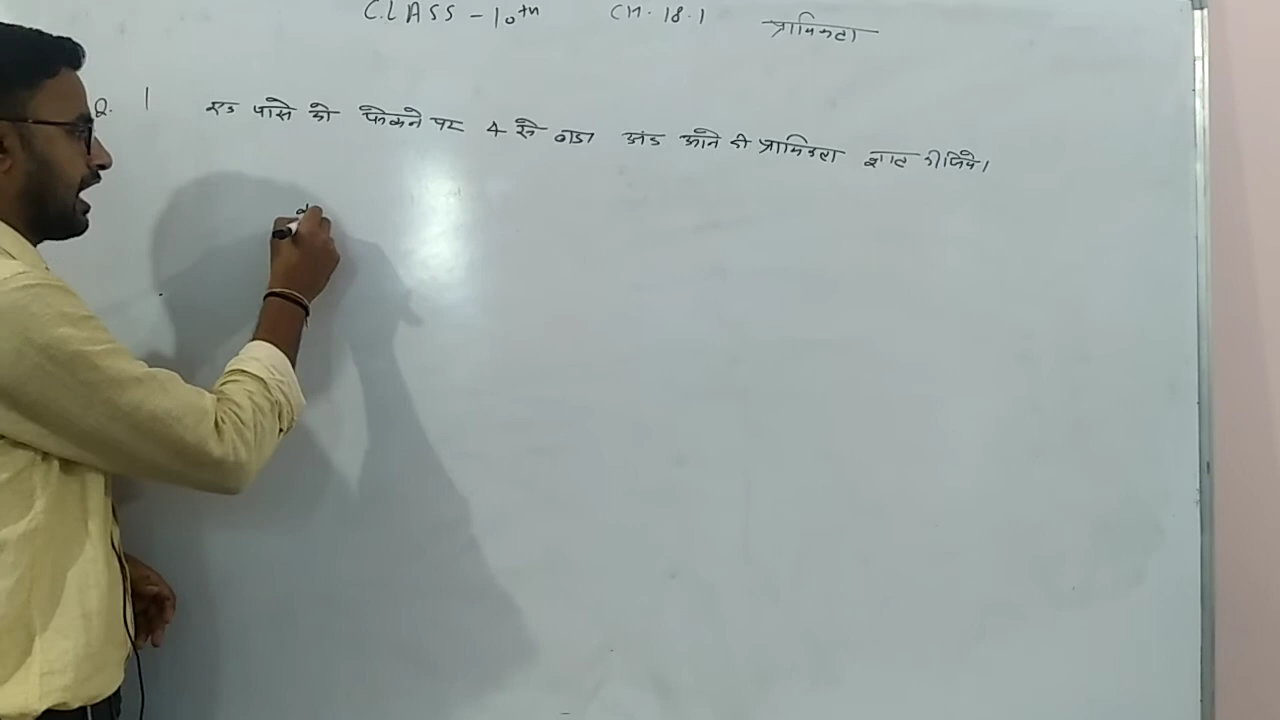 CLASS - 10th CH. 18.1 प्रायिकता
Q. 1 एक पासे को फेंकने पर 4 से बड़ा अंक आने की प्रायिकता ज्ञात कीजिये।